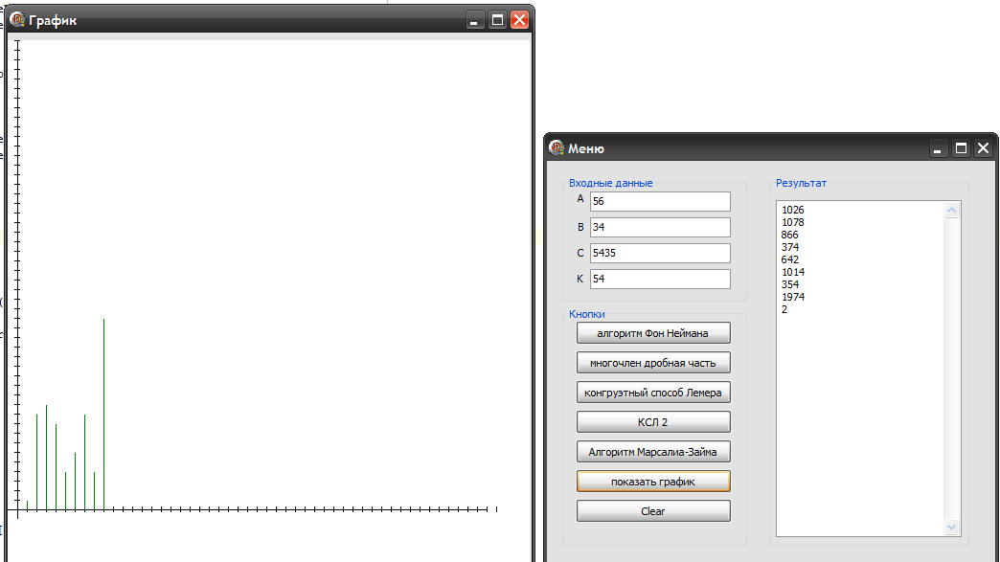 График
Меню
Входные данные
A 56
B 34
C 5435
K 54
Кнопки
алгоритм Фон Неймана
многочлен дробная часть
конгруэтный способ Лемера
КСЛ 2
Алгоритм Марсалиа-Займа
показать график
Clear
Результат
1026
1078
866
374
642
1014
354
1974
2